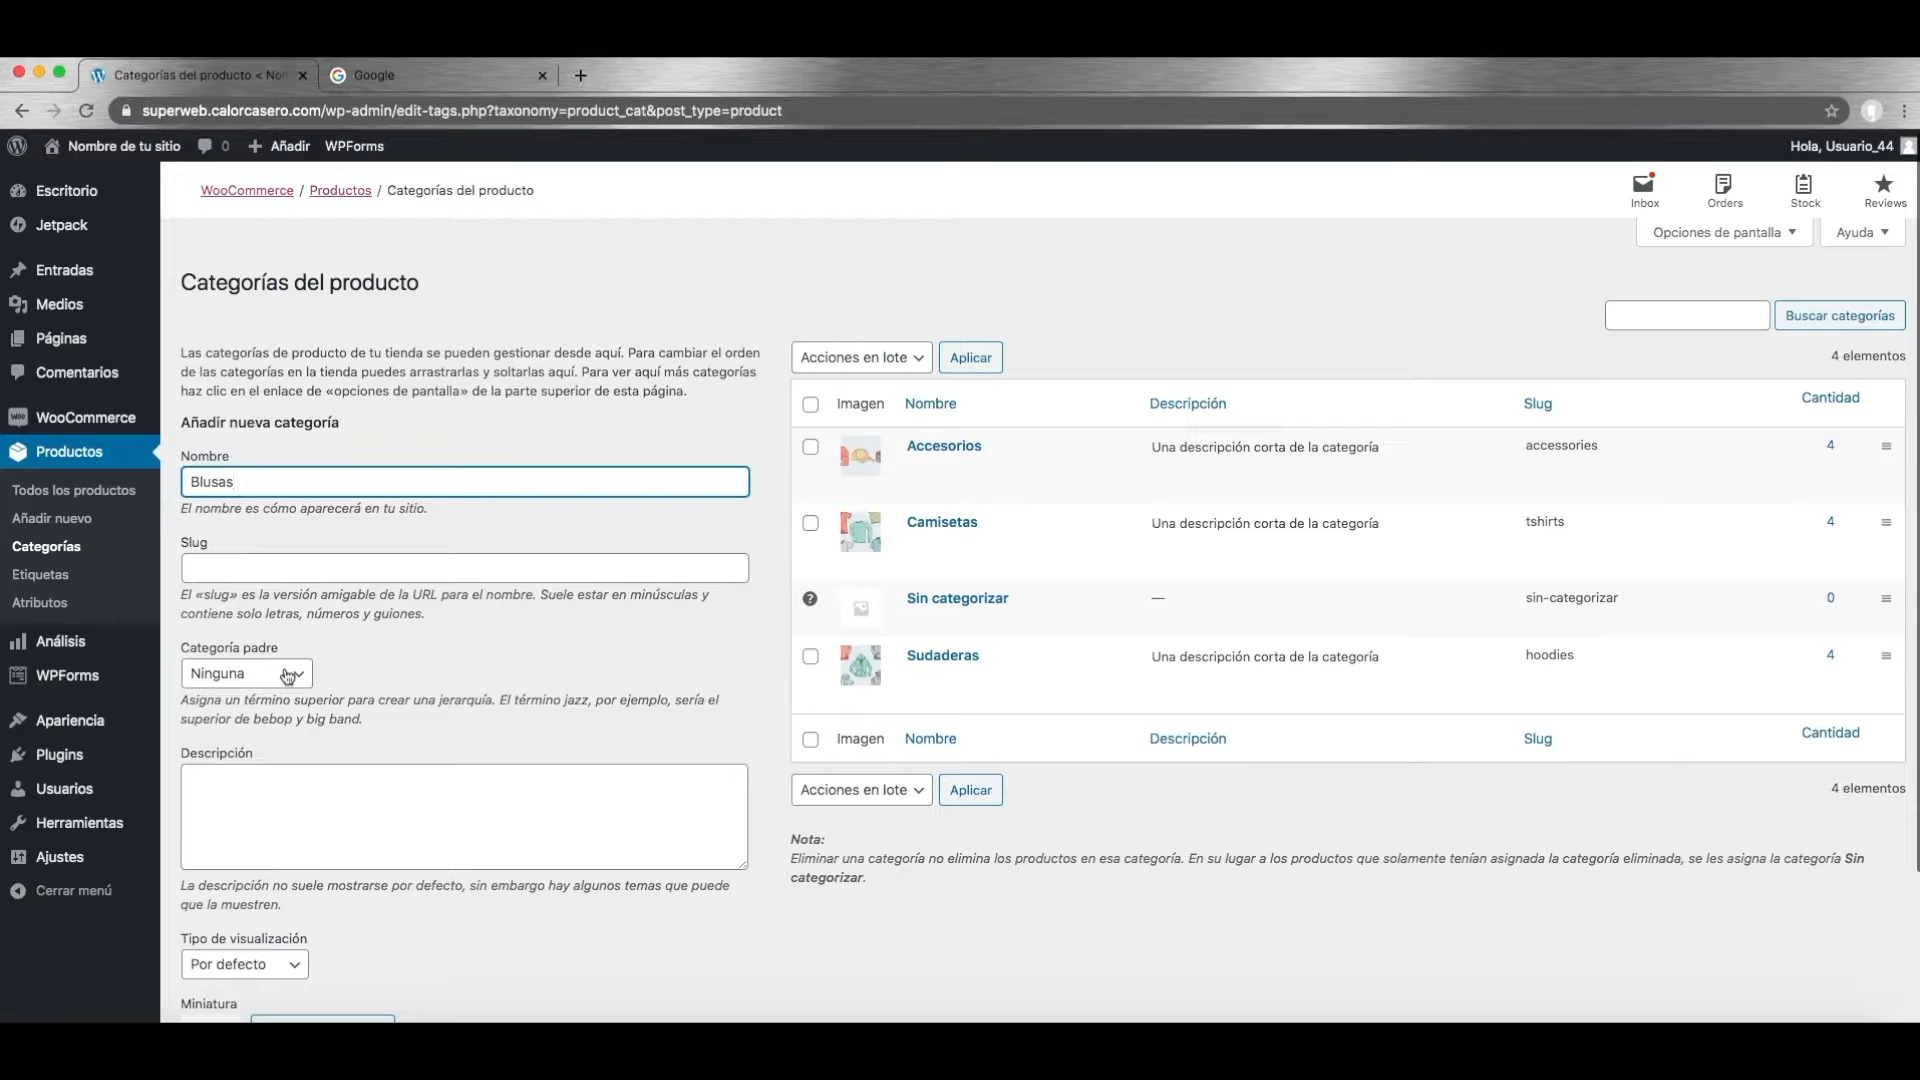 Categorías del producto < Non
Google
superweb.calorcasero.com/wp-admin/edit-tags.php?taxonomy=product_cat&post_type=product
Nombre de tu sitio
0
Añadir
WPForms
Hola, Usuario_44
Escritorio
Jetpack
Entradas
Medios
Páginas
Comentarios
WooCommerce
Productos
Todos los productos
Añadir nuevo
Categorías
Etiquetas
Atributos
Análisis
WPForms
Apariencia
Plugins
Usuarios
Herramientas
Ajustes
Cerrar menú
WooCommerce / Productos / Categorías del producto
Inbox
Orders
Stock
Reviews
Opciones de pantalla
Ayuda
Categorías del producto
Buscar categorías
Las categorías de producto de tu tienda se pueden gestionar desde aquí. Para cambiar el orden
de las categorías en la tienda puedes arrastrarlas y soltarlas aquí. Para ver aquí más categorías
haz clic en el enlace de «opciones de pantalla» de la parte superior de esta página.
Añadir nueva categoría
Nombre
Blusas
El nombre es cómo aparecerá en tu sitio.
Slug
El «slug» es la versión amigable de la URL para el nombre. Suele estar en minúsculas y
contiene solo letras, números y guiones.
Categoría padre
Ninguna
Asigna un término superior para crear una jerarquía. El término jazz, por ejemplo, sería el
superior de bebop y big band.
Descripción
La descripción no suele mostrarse por defecto, sin embargo hay algunos temas que puede
que la muestren.
Tipo de visualización
Por defecto
Miniatura
Acciones en lote
Aplicar
4 elementos
Imagen Nombre Descripción Slug Cantidad
Accesorios Una descripción corta de la categoría accessories 4
Camisetas Una descripción corta de la categoría tshirts 4
Sin categorizar — sin-categorizar 0
Sudaderas Una descripción corta de la categoría hoodies 4
Imagen Nombre Descripción Slug Cantidad
Acciones en lote
Aplicar
4 elementos
Nota:
Eliminar una categoría no elimina los productos en esa categoría. En su lugar a los productos que solamente tenían asignada la categoría eliminada, se les asigna la categoría Sin
categorizar.